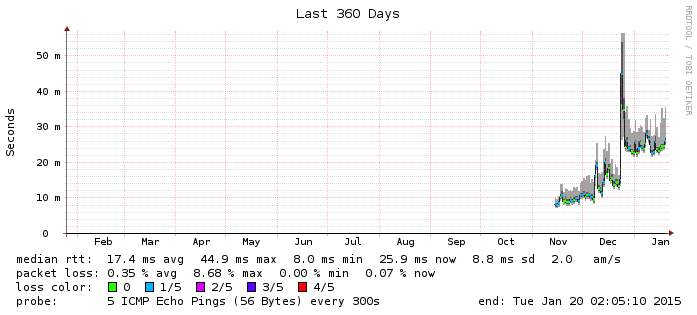 Last 360 Days
RRDTOOL / TOBI OETIKER
Seconds
50 m
40 m
30 m
20 m
10 m
0
Feb Mar Apr May Jun Jul Aug Sep Oct Nov Dec Jan
median rtt: 17.4 ms avg 44.9 ms max 8.0 ms min 25.9 ms now 8.8 ms sd 2.0 am/s
packet loss: 0.35 % avg 8.68 % max 0.00 % min 0.07 % now
loss color: 0 1/5 2/5 3/5 4/5
probe: 5 ICMP Echo Pings (56 Bytes) every 300s end: Tue Jan 20 02:05:10 2015